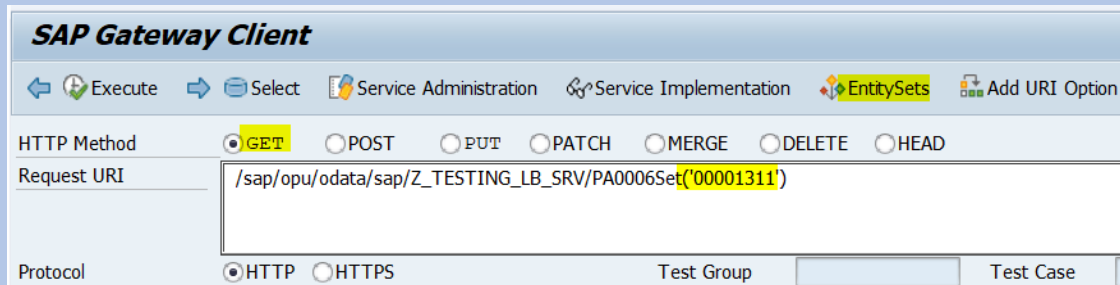 SAP Gateway Client
Execute Select Service Administration Service Implementation EntitySets Add URI Option
HTTP Method GET POST PUT PATCH MERGE DELETE HEAD
Request URI /sap/opu/odata/sap/Z_TESTING_LB_SRV/PA0006Set('00001311')
Protocol HTTP HTTPS Test Group Test Case